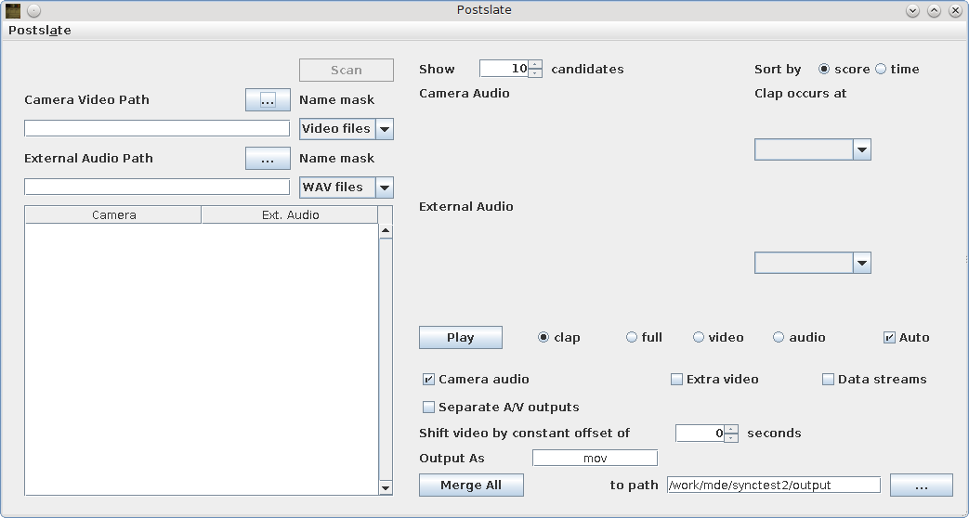 Postslate
Postslate
Scan
Camera Video Path ... Name mask
Video files
External Audio Path ... Name mask
WAV files
Camera Ext. Audio
Show 10 candidates Sort by score time
Camera Audio Clap occurs at
External Audio
Play clap full video audio Auto
Camera audio Extra video Data streams
Separate A/V outputs
Shift video by constant offset of 0 seconds
Output As mov
Merge All to path /work/mde/synctest2/output ...